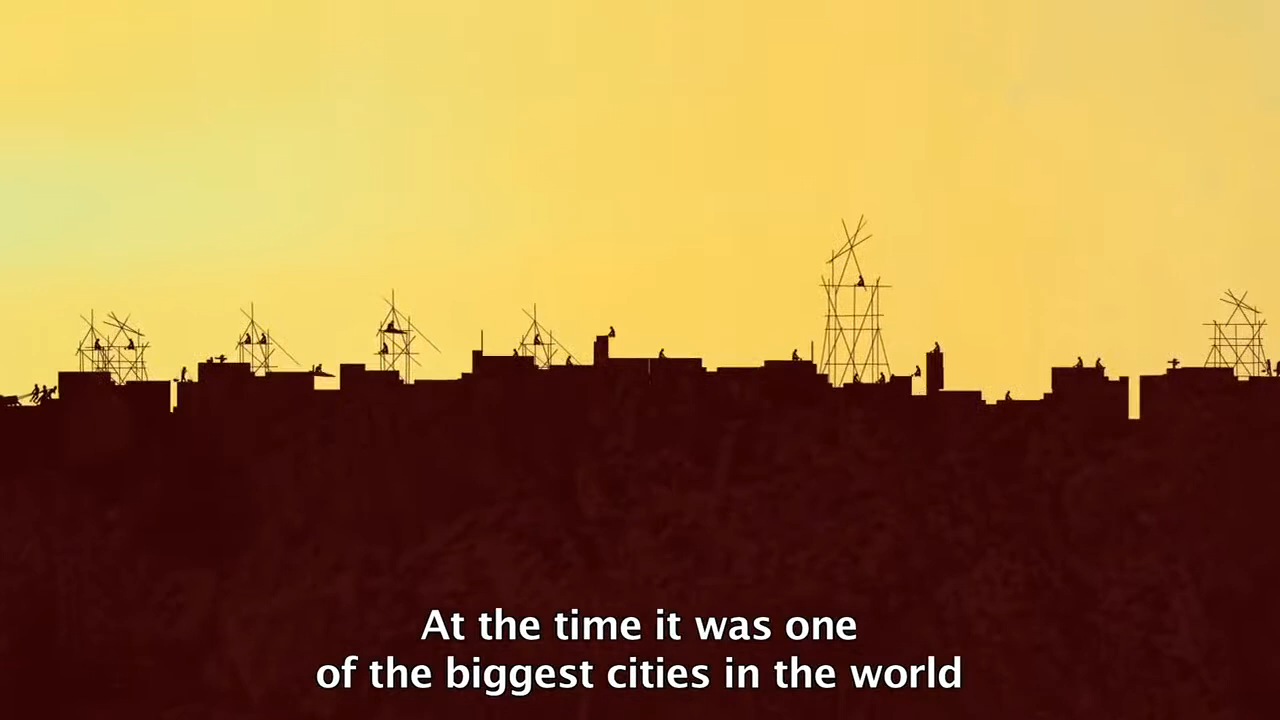 At the time it was one
of the biggest cities in the world